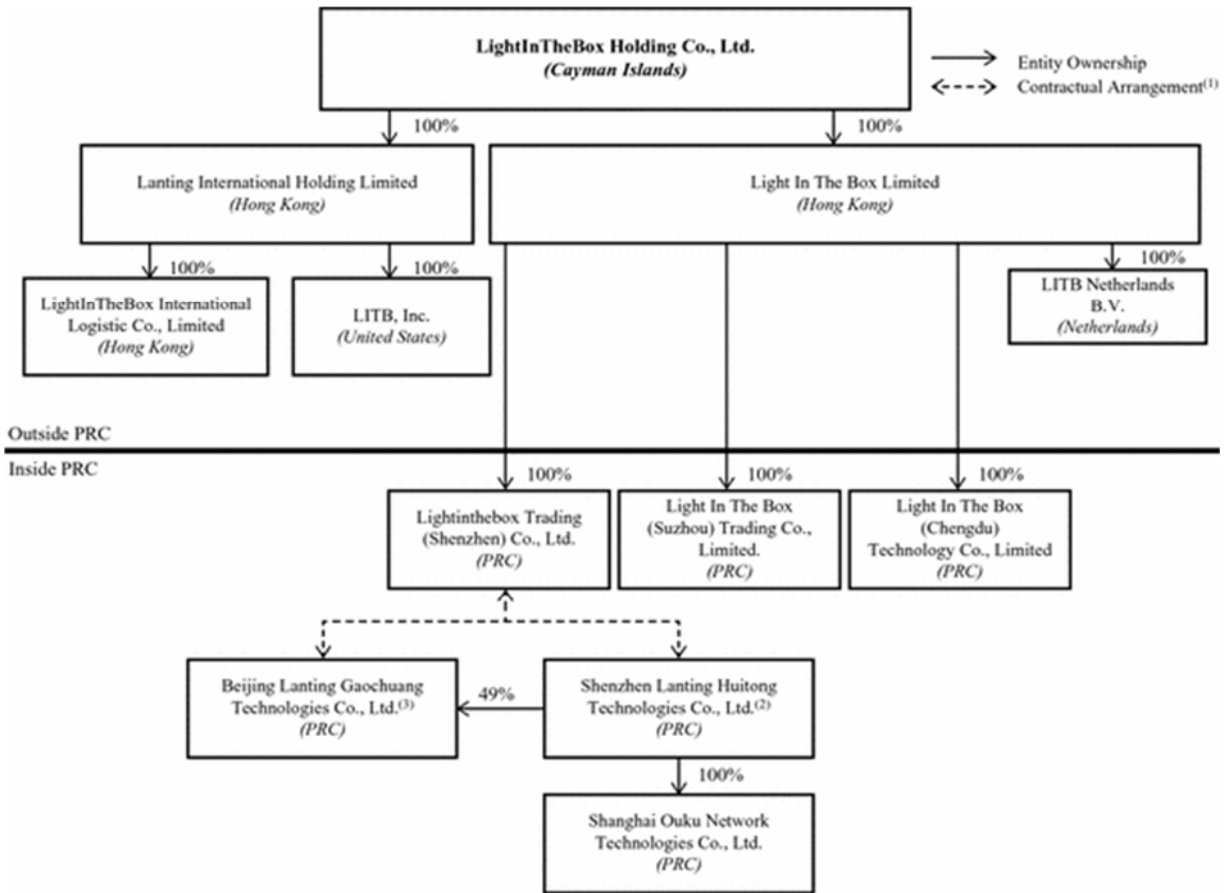 LightInTheBox Holding Co., Ltd.
(Cayman Islands)
Entity Ownership
Contractual Arrangement(1)
100%
100%
Lanting International Holding Limited
(Hong Kong)
Light In The Box Limited
(Hong Kong)
100%
100%
100%
LightInTheBox International
Logistic Co., Limited
(Hong Kong)
LITB, Inc.
(United States)
LITB Netherlands
B.V.
(Netherlands)
Outside PRC
Inside PRC
100%
100%
100%
Lightinthebox Trading
(Shenzhen) Co., Ltd.
(PRC)
Light In The Box
(Suzhou) Trading Co.,
Limited.
(PRC)
Light In The Box
(Chengdu)
Technology Co., Limited
(PRC)
Beijing Lanting Gaochuang
Technologies Co., Ltd.(3)
(PRC)
49%
Shenzhen Lanting Huitong
Technologies Co., Ltd.(2)
(PRC)
100%
Shanghai Ouku Network
Technologies Co., Ltd.
(PRC)